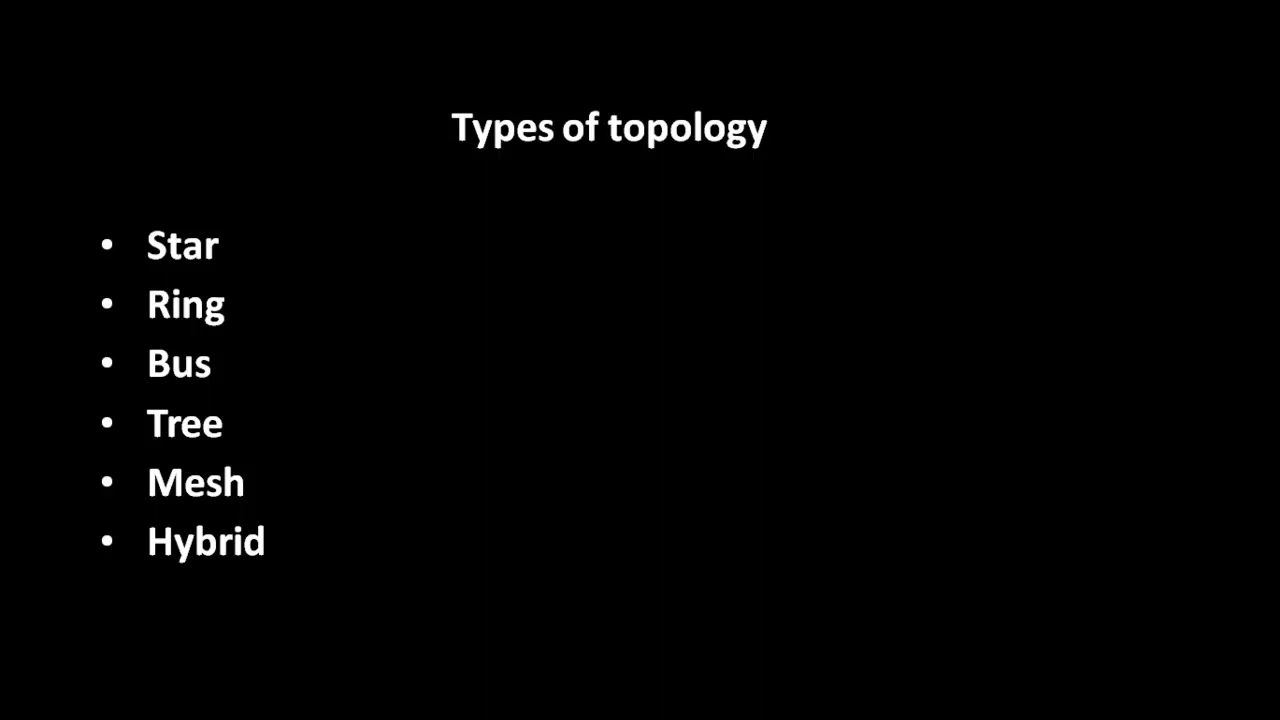 Types of topology
• Star
• Ring
• Bus
• Tree
• Mesh
• Hybrid